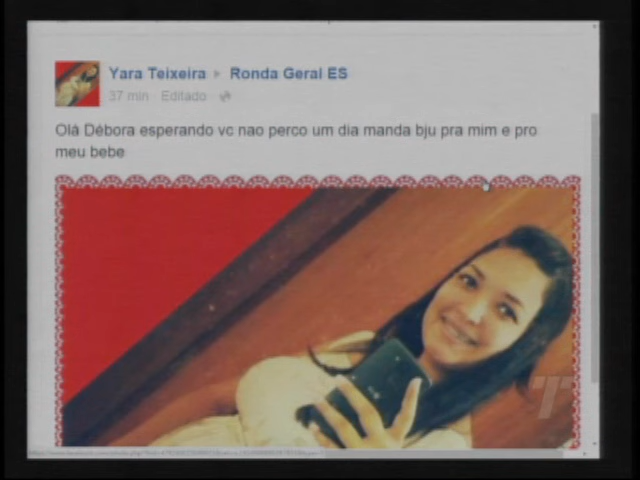 Yara Teixeira ▸ Ronda Geral ES
37 min · Editado ·
Olá Débora esperando vc nao perco um dia manda bju pra mim e pro
meu bebe